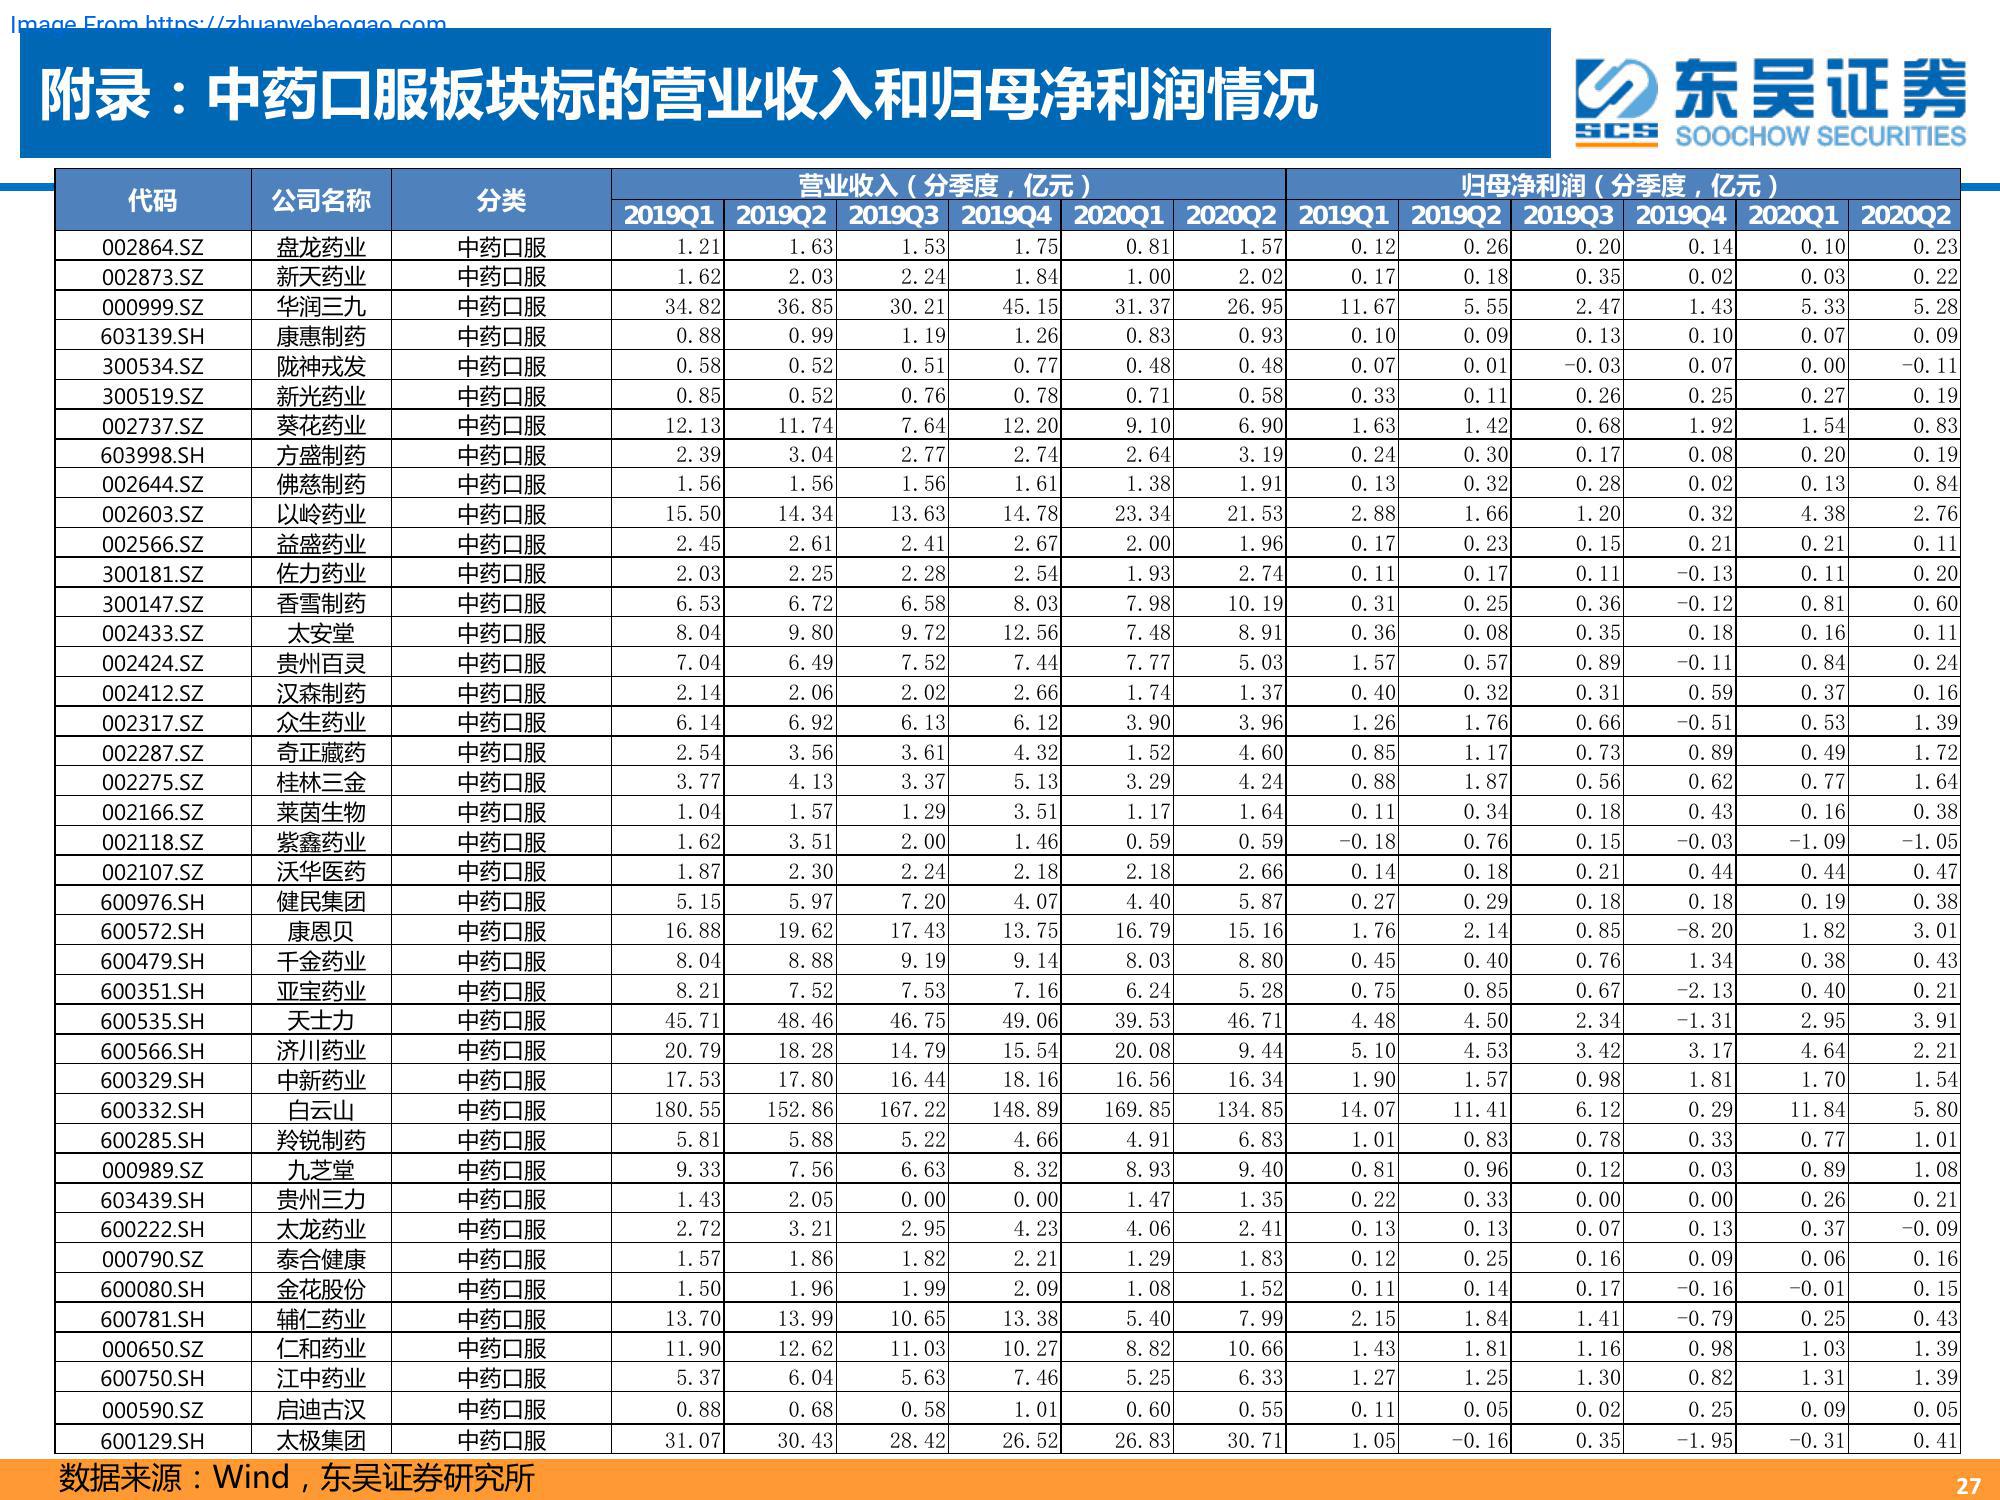 Image From https://zhuanyebaogao.com
附录：中药口服板块标的营业收入和归母净利润情况
东吴证券
SCS SOOCHOW SECURITIES
代码 公司名称 分类 营业收入（分季度，亿元） 归母净利润（分季度，亿元）
2019Q1 2019Q2 2019Q3 2019Q4 2020Q1 2020Q2 2019Q1 2019Q2 2019Q3 2019Q4 2020Q1 2020Q2
002864.SZ 盘龙药业 中药口服 1.21 1.63 1.53 1.75 0.81 1.57 0.12 0.26 0.20 0.14 0.10 0.23
002873.SZ 新天药业 中药口服 1.62 2.03 2.24 1.84 1.00 2.02 0.17 0.18 0.35 0.02 0.03 0.22
000999.SZ 华润三九 中药口服 34.82 36.85 30.21 45.15 31.37 26.95 11.67 5.55 2.47 1.43 5.33 5.28
603139.SH 康惠制药 中药口服 0.88 0.99 1.19 1.26 0.83 0.93 0.10 0.09 0.13 0.10 0.07 0.09
300534.SZ 陇神戎发 中药口服 0.58 0.52 0.51 0.77 0.48 0.48 0.07 0.01 -0.03 0.07 0.00 -0.11
300519.SZ 新光药业 中药口服 0.85 0.52 0.76 0.78 0.71 0.58 0.33 0.11 0.26 0.25 0.27 0.19
002737.SZ 葵花药业 中药口服 12.13 11.74 7.64 12.20 9.10 6.90 1.63 1.42 0.68 1.92 1.54 0.83
603998.SH 方盛制药 中药口服 2.39 3.04 2.77 2.74 2.64 3.19 0.24 0.30 0.17 0.08 0.20 0.19
002644.SZ 佛慈制药 中药口服 1.56 1.56 1.56 1.61 1.38 1.91 0.13 0.32 0.28 0.02 0.13 0.84
002603.SZ 以岭药业 中药口服 15.50 14.34 13.63 14.78 23.34 21.53 2.88 1.66 1.20 0.32 4.38 2.76
002566.SZ 益盛药业 中药口服 2.45 2.61 2.41 2.67 2.00 1.96 0.17 0.23 0.15 0.21 0.21 0.11
300181.SZ 佐力药业 中药口服 2.03 2.25 2.28 2.54 1.93 2.74 0.11 0.17 0.11 -0.13 0.11 0.20
300147.SZ 香雪制药 中药口服 6.53 6.72 6.58 8.03 7.98 10.19 0.31 0.25 0.36 -0.12 0.81 0.60
002433.SZ 太安堂 中药口服 8.04 9.80 9.72 12.56 7.48 8.91 0.36 0.08 0.35 0.18 0.16 0.11
002424.SZ 贵州百灵 中药口服 7.04 6.49 7.52 7.44 7.77 5.03 1.57 0.57 0.89 -0.11 0.84 0.24
002412.SZ 汉森制药 中药口服 2.14 2.06 2.02 2.66 1.74 1.37 0.40 0.32 0.31 0.59 0.37 0.16
002317.SZ 众生药业 中药口服 6.14 6.92 6.13 6.12 3.90 3.96 1.26 1.76 0.66 -0.51 0.53 1.39
002287.SZ 奇正藏药 中药口服 2.54 3.56 3.61 4.32 1.52 4.60 0.85 1.17 0.73 0.89 0.49 1.72
002275.SZ 桂林三金 中药口服 3.77 4.13 3.37 5.13 3.29 4.24 0.88 1.87 0.56 0.62 0.77 1.64
002166.SZ 莱茵生物 中药口服 1.04 1.57 1.29 3.51 1.17 1.64 0.11 0.34 0.18 0.43 0.16 0.38
002118.SZ 紫鑫药业 中药口服 1.62 3.51 2.00 1.46 0.59 0.59 -0.18 0.76 0.15 -0.03 -1.09 -1.05
002107.SZ 沃华医药 中药口服 1.87 2.30 2.24 2.18 2.18 2.66 0.14 0.18 0.21 0.44 0.44 0.47
600976.SH 健民集团 中药口服 5.15 5.97 7.20 4.07 4.40 5.87 0.27 0.29 0.18 0.18 0.19 0.38
600572.SH 康恩贝 中药口服 16.88 19.62 17.43 13.75 16.79 15.16 1.76 2.14 0.85 -8.20 1.82 3.01
600479.SH 千金药业 中药口服 8.04 8.88 9.19 9.14 8.03 8.80 0.45 0.40 0.76 1.34 0.38 0.43
600351.SH 亚宝药业 中药口服 8.21 7.52 7.53 7.16 6.24 5.28 0.75 0.85 0.67 -2.13 0.40 0.21
600535.SH 天士力 中药口服 45.71 48.46 46.75 49.06 39.53 46.71 4.48 4.50 2.34 -1.31 2.95 3.91
600566.SH 济川药业 中药口服 20.79 18.28 14.79 15.54 20.08 9.44 5.10 4.53 3.42 3.17 4.64 2.21
600329.SH 中新药业 中药口服 17.53 17.80 16.44 18.16 16.56 16.34 1.90 1.57 0.98 1.81 1.70 1.54
600332.SH 白云山 中药口服 180.55 152.86 167.22 148.89 169.85 134.85 14.07 11.41 6.12 0.29 11.84 5.80
600285.SH 羚锐制药 中药口服 5.81 5.88 5.22 4.66 4.91 6.83 1.01 0.83 0.78 0.33 0.77 1.01
000989.SZ 九芝堂 中药口服 9.33 7.56 6.63 8.32 8.93 9.40 0.81 0.96 0.12 0.03 0.89 1.08
603439.SH 贵州三力 中药口服 1.43 2.05 0.00 0.00 1.47 1.35 0.22 0.33 0.00 0.00 0.26 0.21
600222.SH 太龙药业 中药口服 2.72 3.21 2.95 4.23 4.06 2.41 0.13 0.13 0.07 0.13 0.37 -0.09
000790.SZ 泰合健康 中药口服 1.57 1.86 1.82 2.21 1.29 1.83 0.12 0.25 0.16 0.09 0.06 0.16
600080.SH 金花股份 中药口服 1.50 1.96 1.99 2.09 1.08 1.52 0.11 0.14 0.17 -0.16 -0.01 0.15
600781.SH 辅仁药业 中药口服 13.70 13.99 10.65 13.38 5.40 7.99 2.15 1.84 1.41 -0.79 0.25 0.43
000650.SZ 仁和药业 中药口服 11.90 12.62 11.03 10.27 8.82 10.66 1.43 1.81 1.16 0.98 1.03 1.39
600750.SH 江中药业 中药口服 5.37 6.04 5.63 7.46 5.25 6.33 1.27 1.25 1.30 0.82 1.31 1.39
000590.SZ 启迪古汉 中药口服 0.88 0.68 0.58 1.01 0.60 0.55 0.11 0.05 0.02 0.25 0.09 0.05
600129.SH 太极集团 中药口服 31.07 30.43 28.42 26.52 26.83 30.71 1.05 -0.16 0.35 -1.95 -0.31 0.41
数据来源：Wind，东吴证券研究所
27